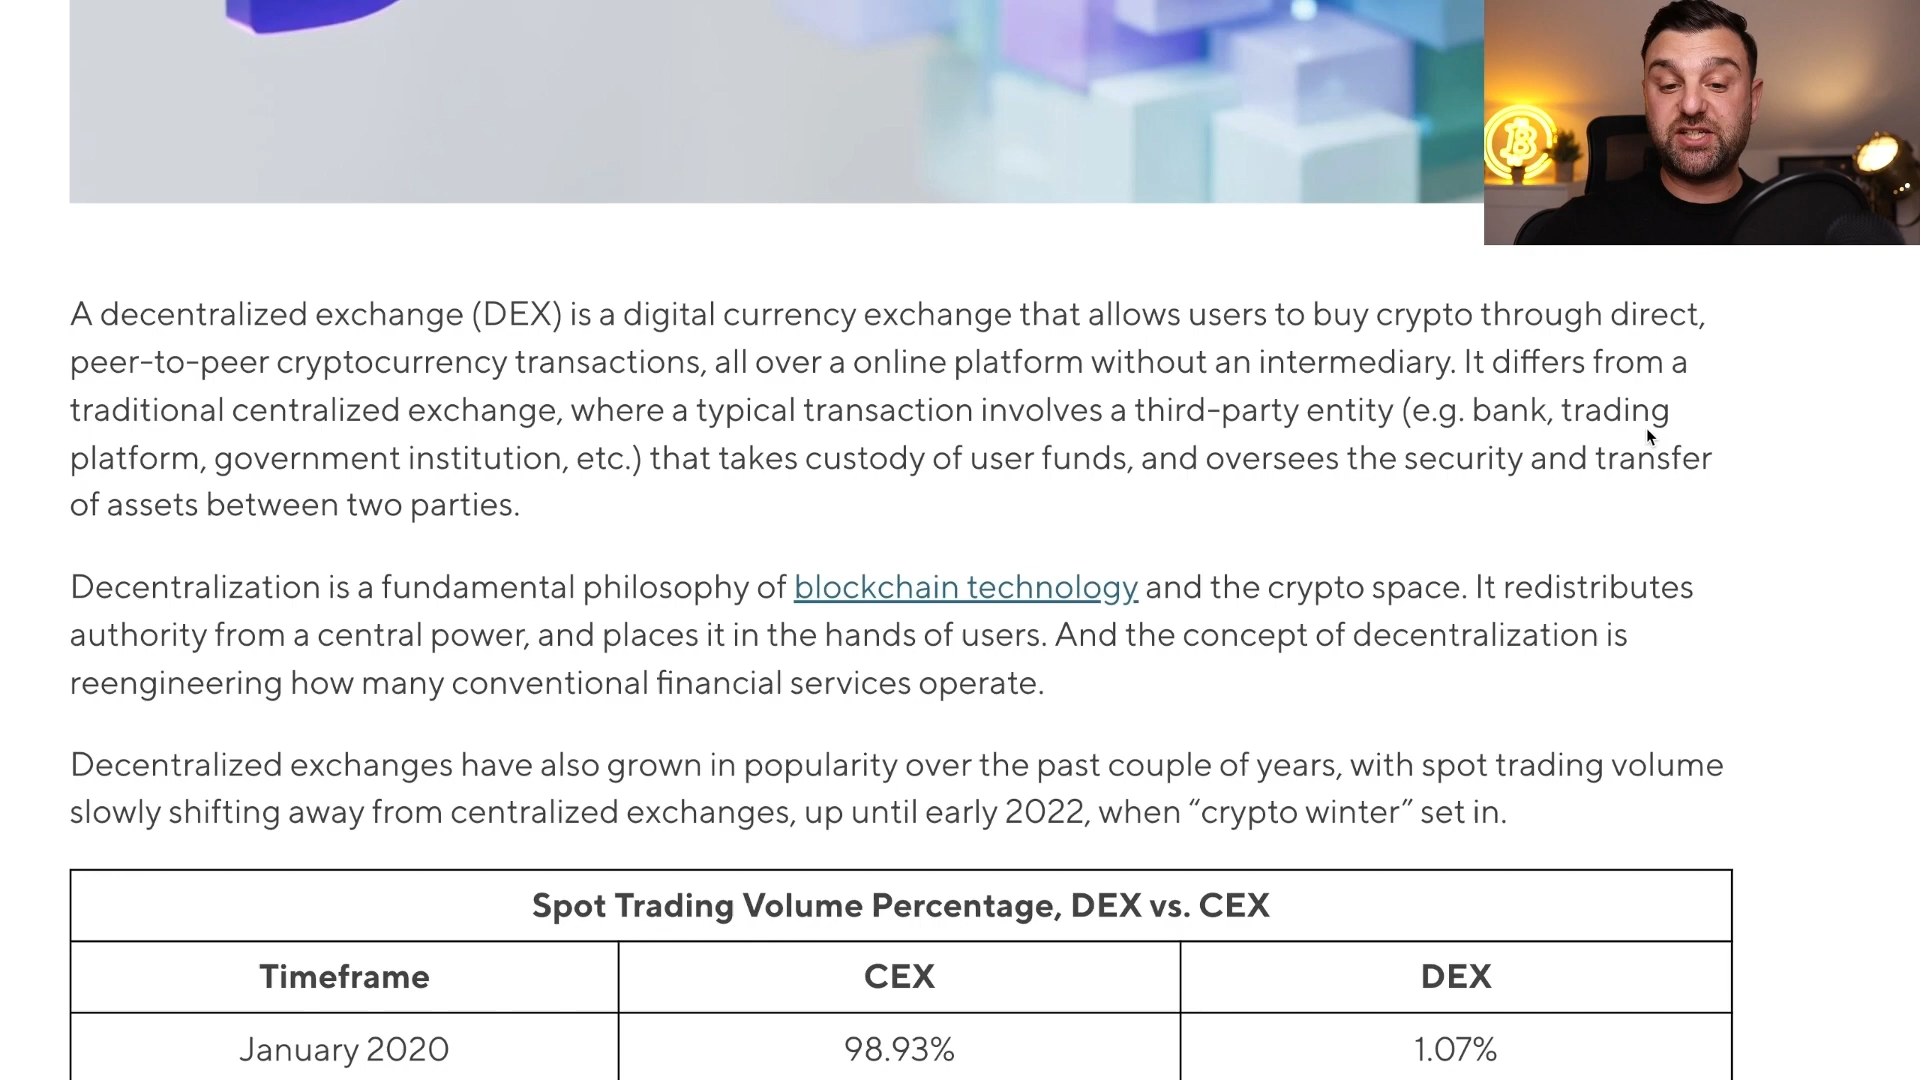 A decentralized exchange (DEX) is a digital currency exchange that allows users to buy crypto through direct,
peer-to-peer cryptocurrency transactions, all over a online platform without an intermediary. It differs from a
traditional centralized exchange, where a typical transaction involves a third-party entity (e.g. bank, trading
platform, government institution, etc.) that takes custody of user funds, and oversees the security and transfer
of assets between two parties.
Decentralization is a fundamental philosophy of blockchain technology and the crypto space. It redistributes
authority from a central power, and places it in the hands of users. And the concept of decentralization is
reengineering how many conventional financial services operate.
Decentralized exchanges have also grown in popularity over the past couple of years, with spot trading volume
slowly shifting away from centralized exchanges, up until early 2022, when “crypto winter” set in.
Spot Trading Volume Percentage, DEX vs. CEX
Timeframe CEX DEX
January 2020 98.93% 1.07%